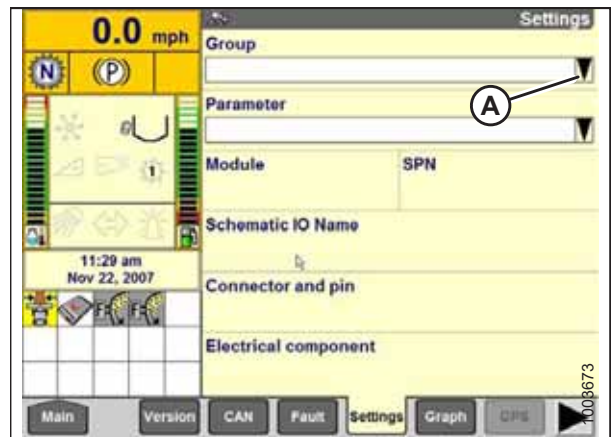 0.0 mph
Settings
N
P
Group
A
Parameter
1
Module
SPN
Schematic IO Name
11:29 am
Nov 22, 2007
Connector and pin
F
F
Electrical component
1003673
Main
Version
CAN
Fault
Settings
Graph
GPS